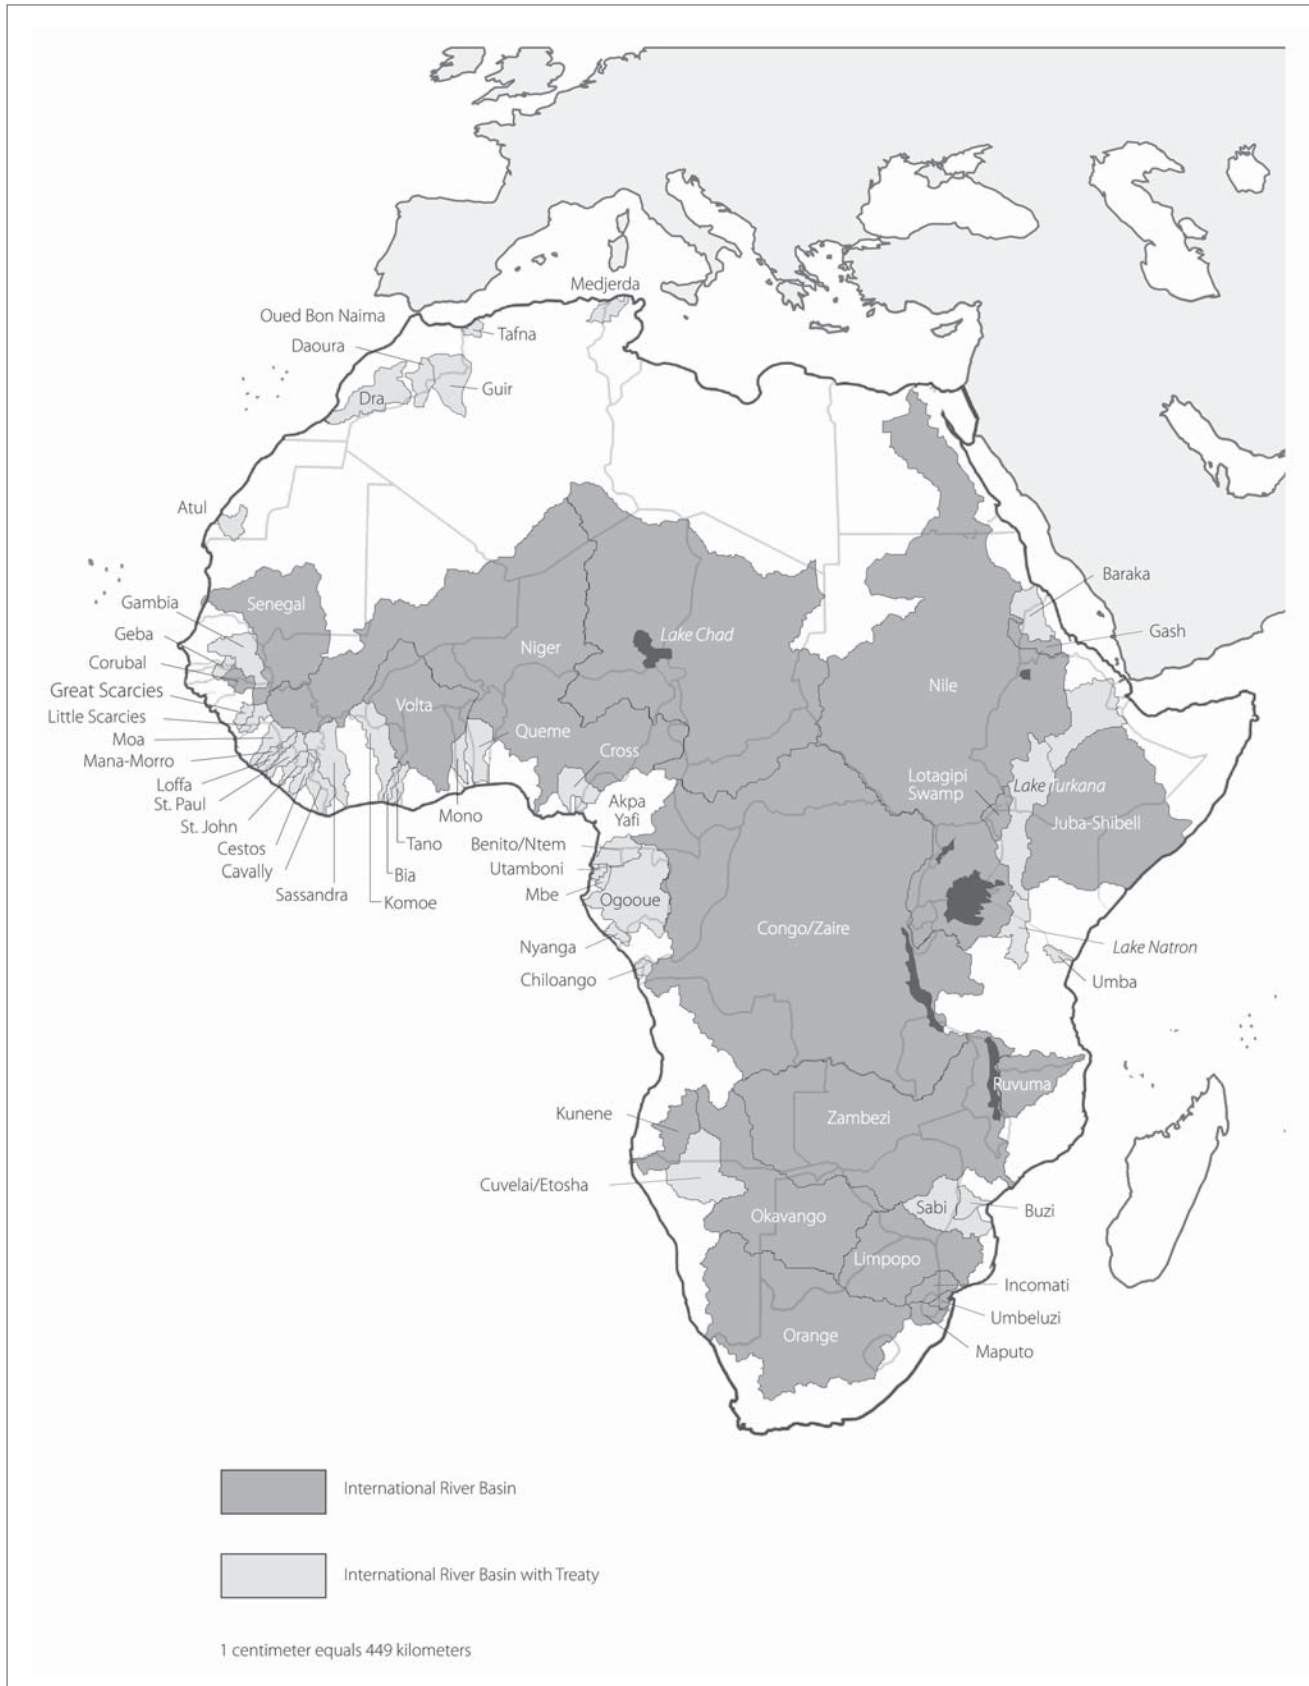 Medjerda
Oued Bon Naima
Tafna
Daoura
Guir
Dra
Atul
Baraka
Senegal
Gambia
Gash
Geba
Lake Chad
Niger
Corubal
Nile
Great Scarcies
Volta
Little Scarcies
Queme
Moa
Cross
Mana-Morro
Lotagipi
Swamp
Lake Turkana
Loffa
St. Paul
Akpa
Yafi
Mono
Juba-Shibell
St. John
Tano
Benito/Ntem
Cestos
Utamboni
Cavally
Bia
Mbe
Sassandra
Komoe
Ogooue
Congo/Zaire
Nyanga
Lake Natron
Chiloango
Umba
Ruvuma
Kunene
Zambezi
Cuvelai/Etosha
Sabi
Buzi
Okavango
Limpopo
Incomati
Umbeluzi
Orange
Maputo
International River Basin
International River Basin with Treaty
1 centimeter equals 449 kilometers